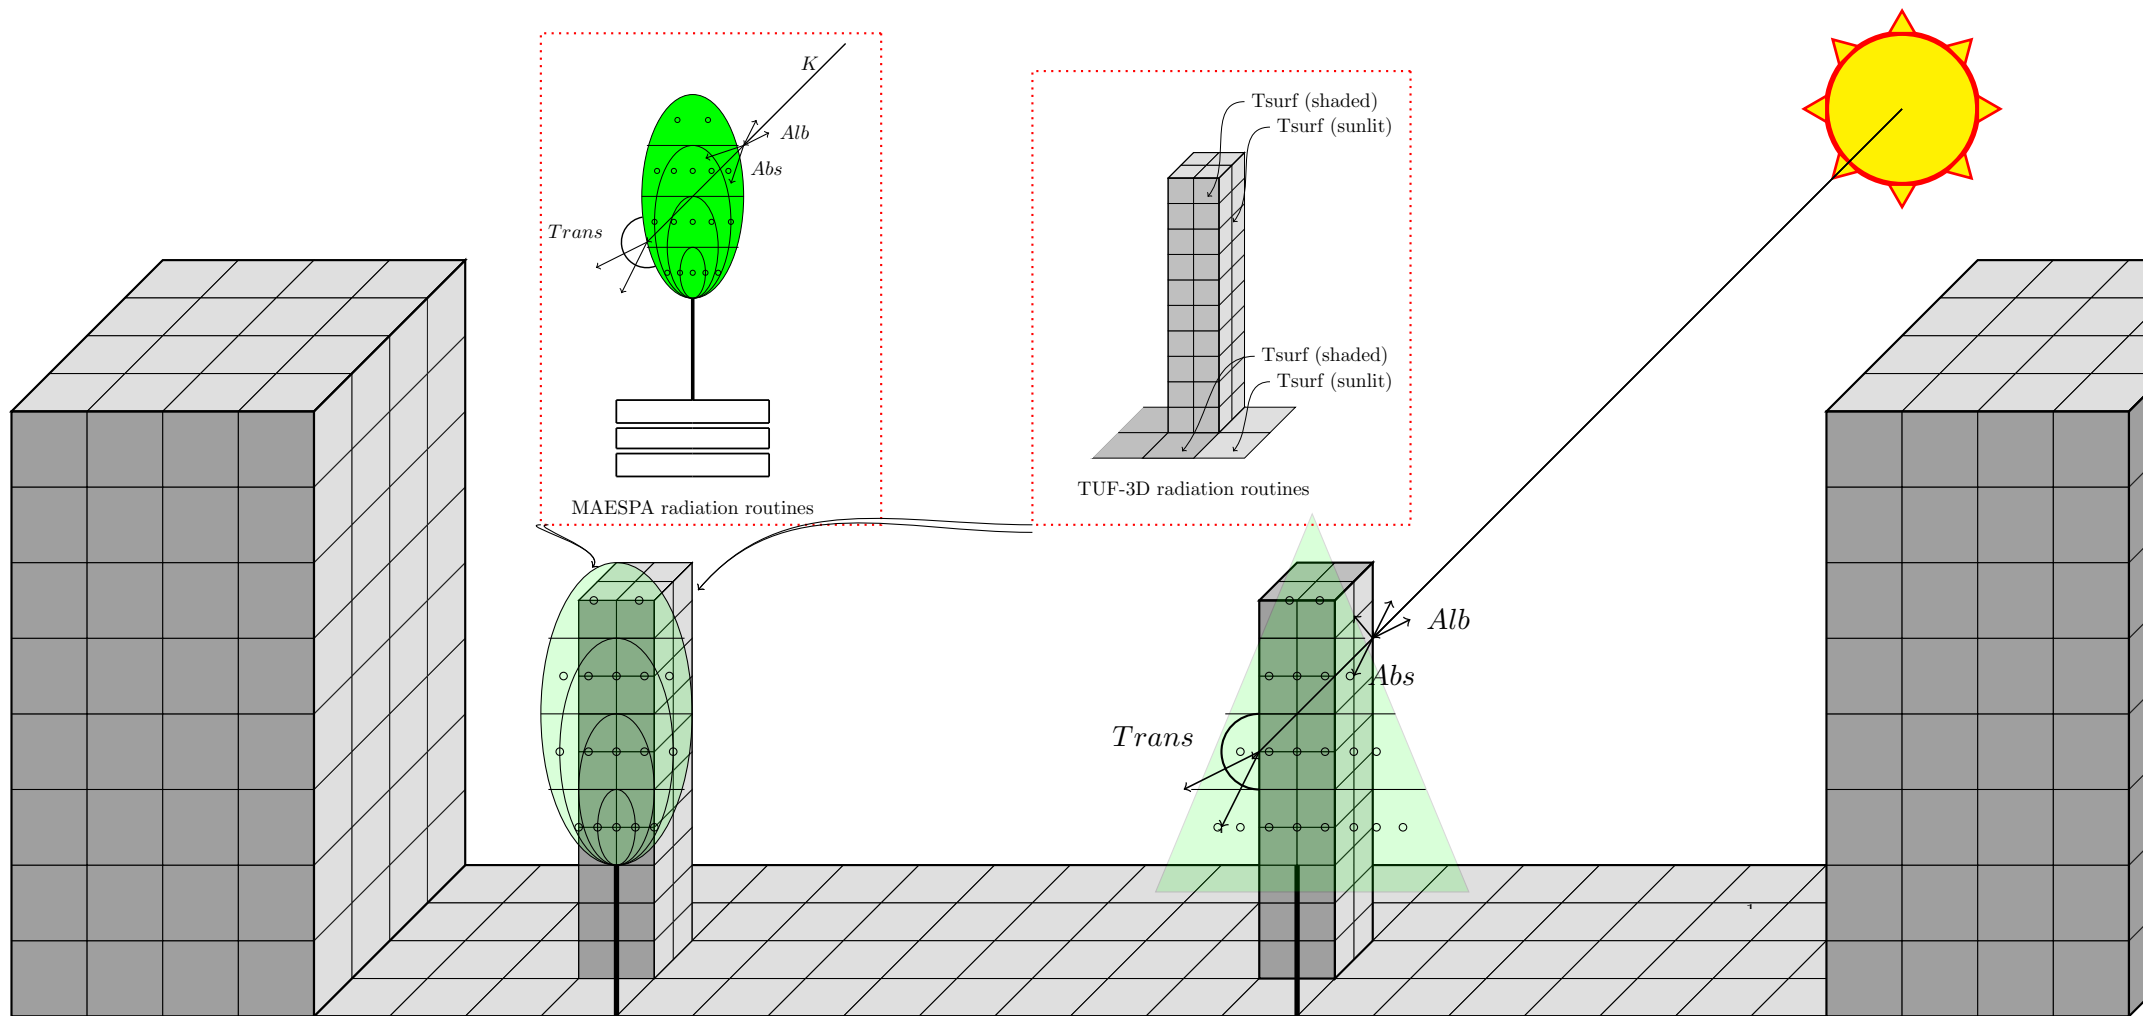 K
Alb
Abs
Trans
MAESPA radiation routines
Tsurf (shaded)
Tsurf (sunlit)
Tsurf (shaded)
Tsurf (sunlit)
TUF-3D radiation routines
Alb
Abs
Trans